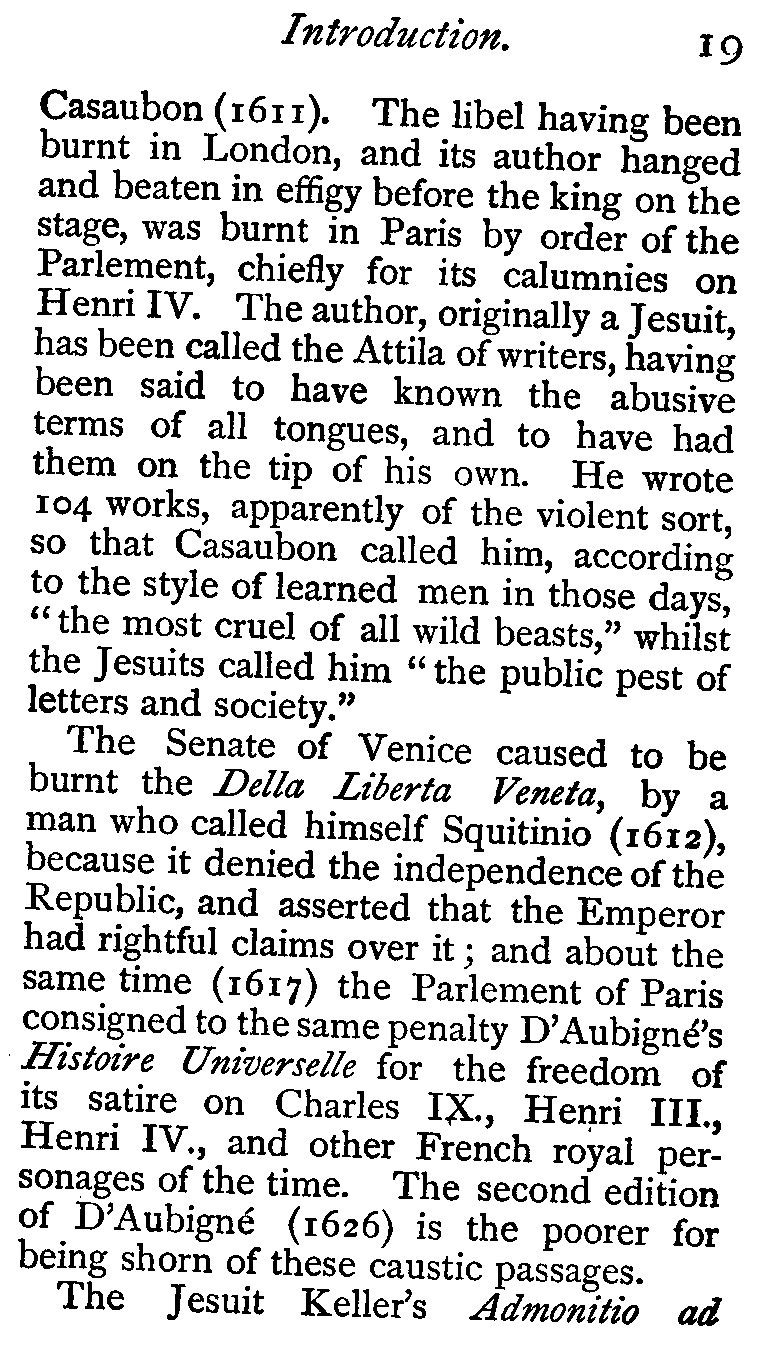 Introduction. 19
Casaubon (1611). The libel having been
burnt in London, and its author hanged
and beaten in effigy before the king on the
stage, was burnt in Paris by order of the
Parlement, chiefly for its calumnies on
Henri IV. The author, originally a Jesuit,
has been called the Attila of writers, having
been said to have known the abusive
terms of all tongues, and to have had
them on the tip of his own. He wrote
104 works, apparently of the violent sort,
so that Casaubon called him, according
to the style of learned men in those days,
“the most cruel of all wild beasts,” whilst
the Jesuits called him “the public pest of
letters and society.”
The Senate of Venice caused to be
burnt the Della Liberta Veneta, by a
man who called himself Squitinio (1612),
because it denied the independence of the
Republic, and asserted that the Emperor
had rightful claims over it; and about the
same time (1617) the Parlement of Paris
consigned to the same penalty D’Aubigné’s
Histoire Universelle for the freedom of
its satire on Charles IX., Henri III.,
Henri IV., and other French royal per-
sonages of the time. The second edition
of D’Aubigné (1626) is the poorer for
being shorn of these caustic passages.
The Jesuit Keller’s Admonitio ad